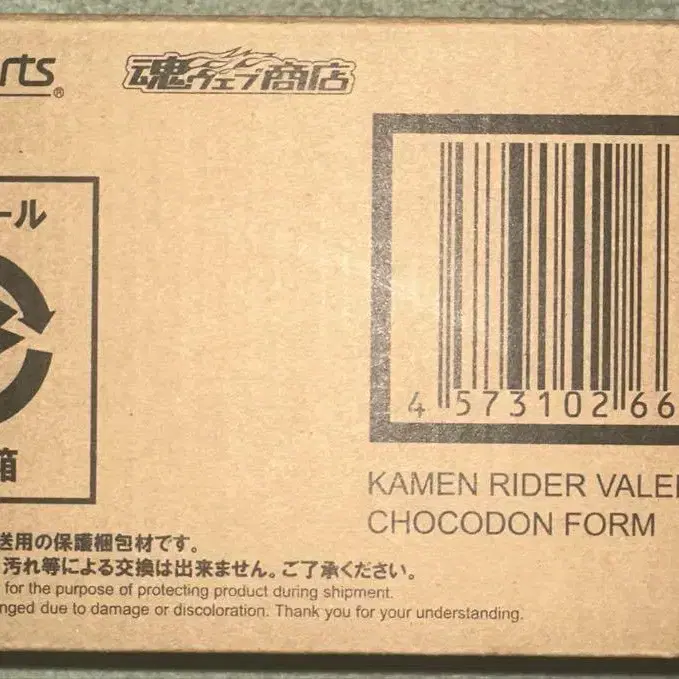 rts®
魂ウェブ商店
ール
箱
4 573102 66
KAMEN RIDER VALE
CHOCODON FORM
送用の保護梱包材です。
汚れ等による交換は出来ません。ご了承ください。
for the purpose of protecting product during shipment.
nged due to damage or discoloration. Thank you for your understanding.